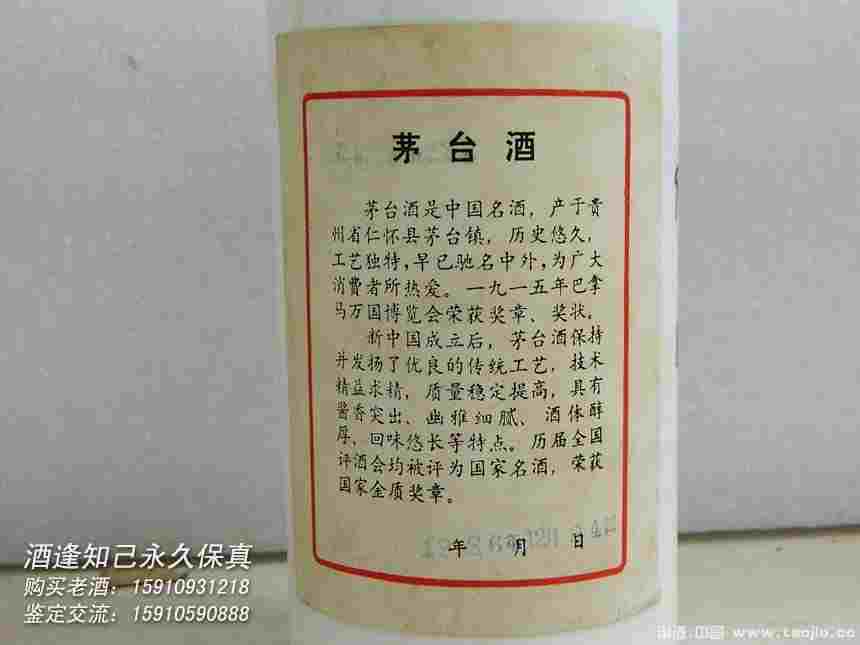 茅台酒
茅台酒是中国名酒，产于贵
州省仁怀县茅台镇，历史悠久，
工艺独特，早已驰名中外，为广大
消费者所热爱。一九一五年巴拿
马万国博览会荣获奖章、奖状。
新中国成立后，茅台酒保持
并发扬了优良的传统工艺，技术
精益求精，质量稳定提高，具有
酱香突出、幽雅细腻、酒体醇
厚、回味悠长等特点。历届全国
评酒会均被评为国家名酒，荣获
国家金质奖章。
年 月 日
酒逢知己永久保真
购买老酒：15910931218
鉴定交流：15910590888
www.taojiu.cc